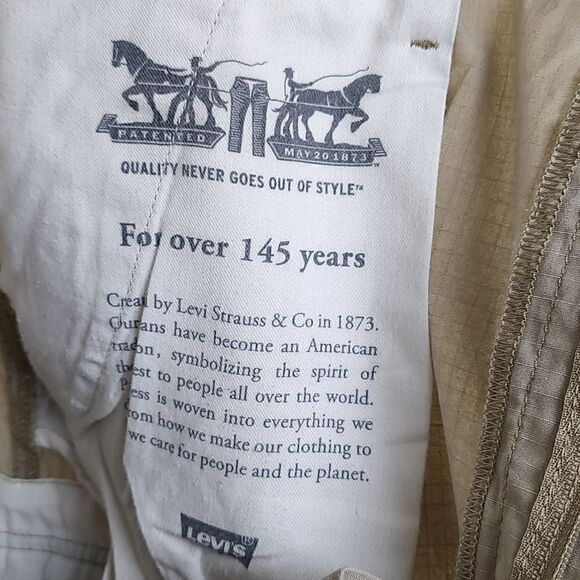 PATENTED
MAY 20 1873
QUALITY NEVER GOES OUT OF STYLE™
For over 145 years
by Levi Strauss & Co in 1873.
have become an American
symbolizing the spirit of
to people all over the world.
is woven into everything we
from how we make our clothing to
we care for people and the planet.
Levi's®